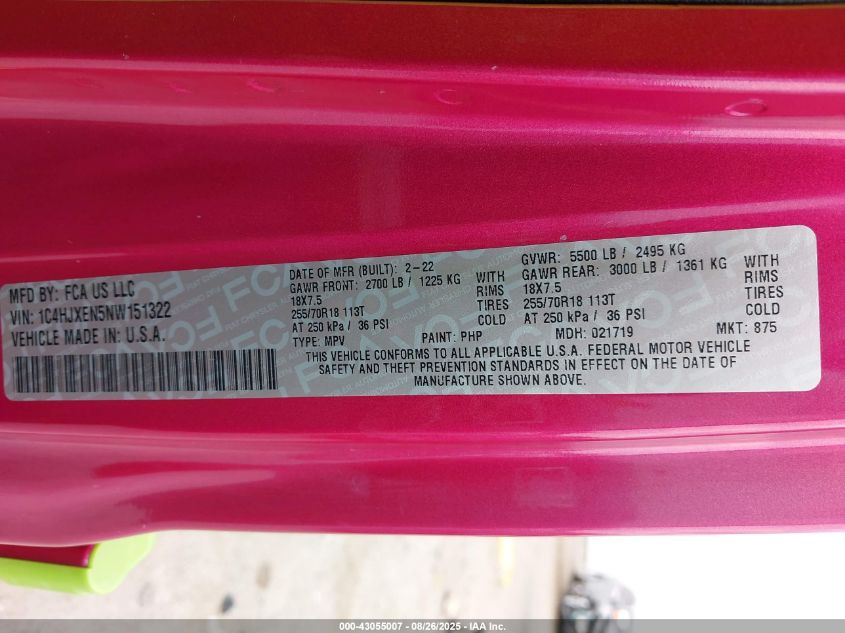 MFD BY: FCA US LLC
VIN: 1C4HJXEN5NW151322
VEHICLE MADE IN: U.S.A.
DATE OF MFR (BUILT): 2-22
GAWR FRONT: 2700 LB / 1225 KG WITH
18X7.5 RIMS
255/70R18 113T TIRES
AT 250 kPa / 36 PSI COLD
GVWR: 5500 LB / 2495 KG
GAWR REAR: 3000 LB / 1361 KG WITH
18X7.5 RIMS
255/70R18 113T TIRES
AT 250 kPa / 36 PSI COLD
TYPE: MPV PAINT: PHP MDH: 021719 MKT: 875
THIS VEHICLE CONFORMS TO ALL APPLICABLE U.S.A. FEDERAL MOTOR VEHICLE
SAFETY AND THEFT PREVENTION STANDARDS IN EFFECT ON THE DATE OF
MANUFACTURE SHOWN ABOVE.
000-43055007 - 08/26/2025 - IAA Inc.